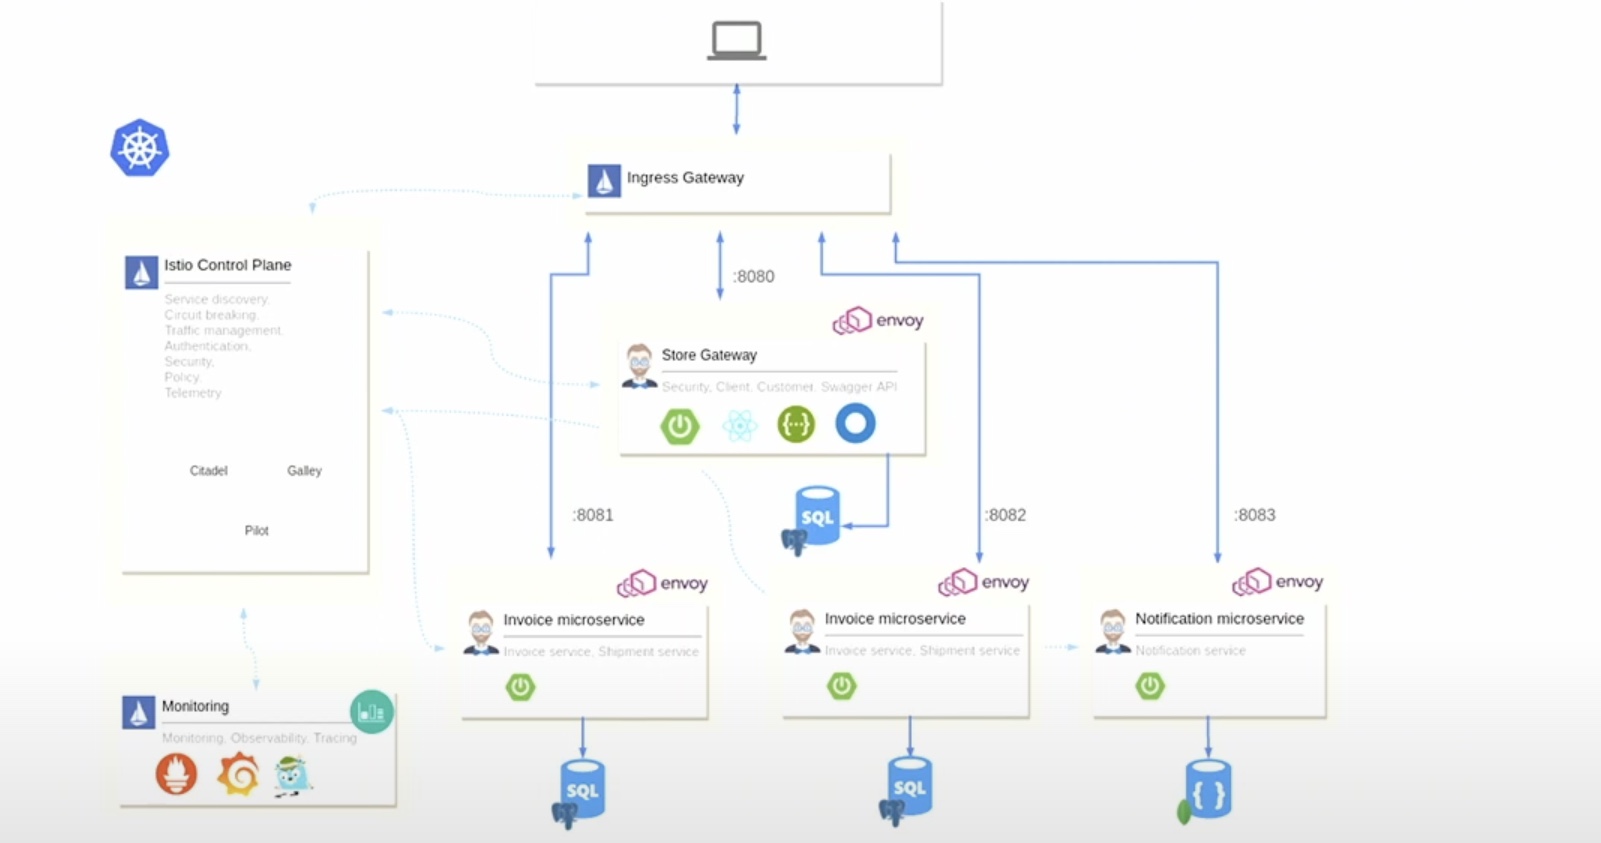 Ingress Gateway
Istio Control Plane
Service discovery,
Circuit breaking,
Traffic management,
Authentication,
Security,
Policy,
Telemetry
Citadel
Galley
Pilot
:8080
envoy
Store Gateway
Security, Client, Customer, Swagger API
SQL
:8081
:8082
:8083
envoy
Invoice microservice
Invoice service, Shipment service
SQL
envoy
Invoice microservice
Invoice service, Shipment service
SQL
envoy
Notification microservice
Notification service
{ }
Monitoring
Monitoring, Observability, Tracing